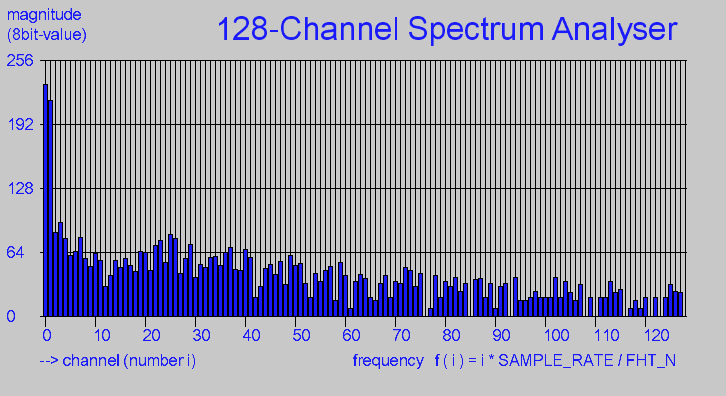 magnitude
(8bit-value)
128-Channel Spectrum Analyser
256
192
128
64
0
0 10 20 30 40 50 60 70 80 90 100 110 120
--> channel (number i)
frequency f ( i ) = i * SAMPLE_RATE / FHT_N